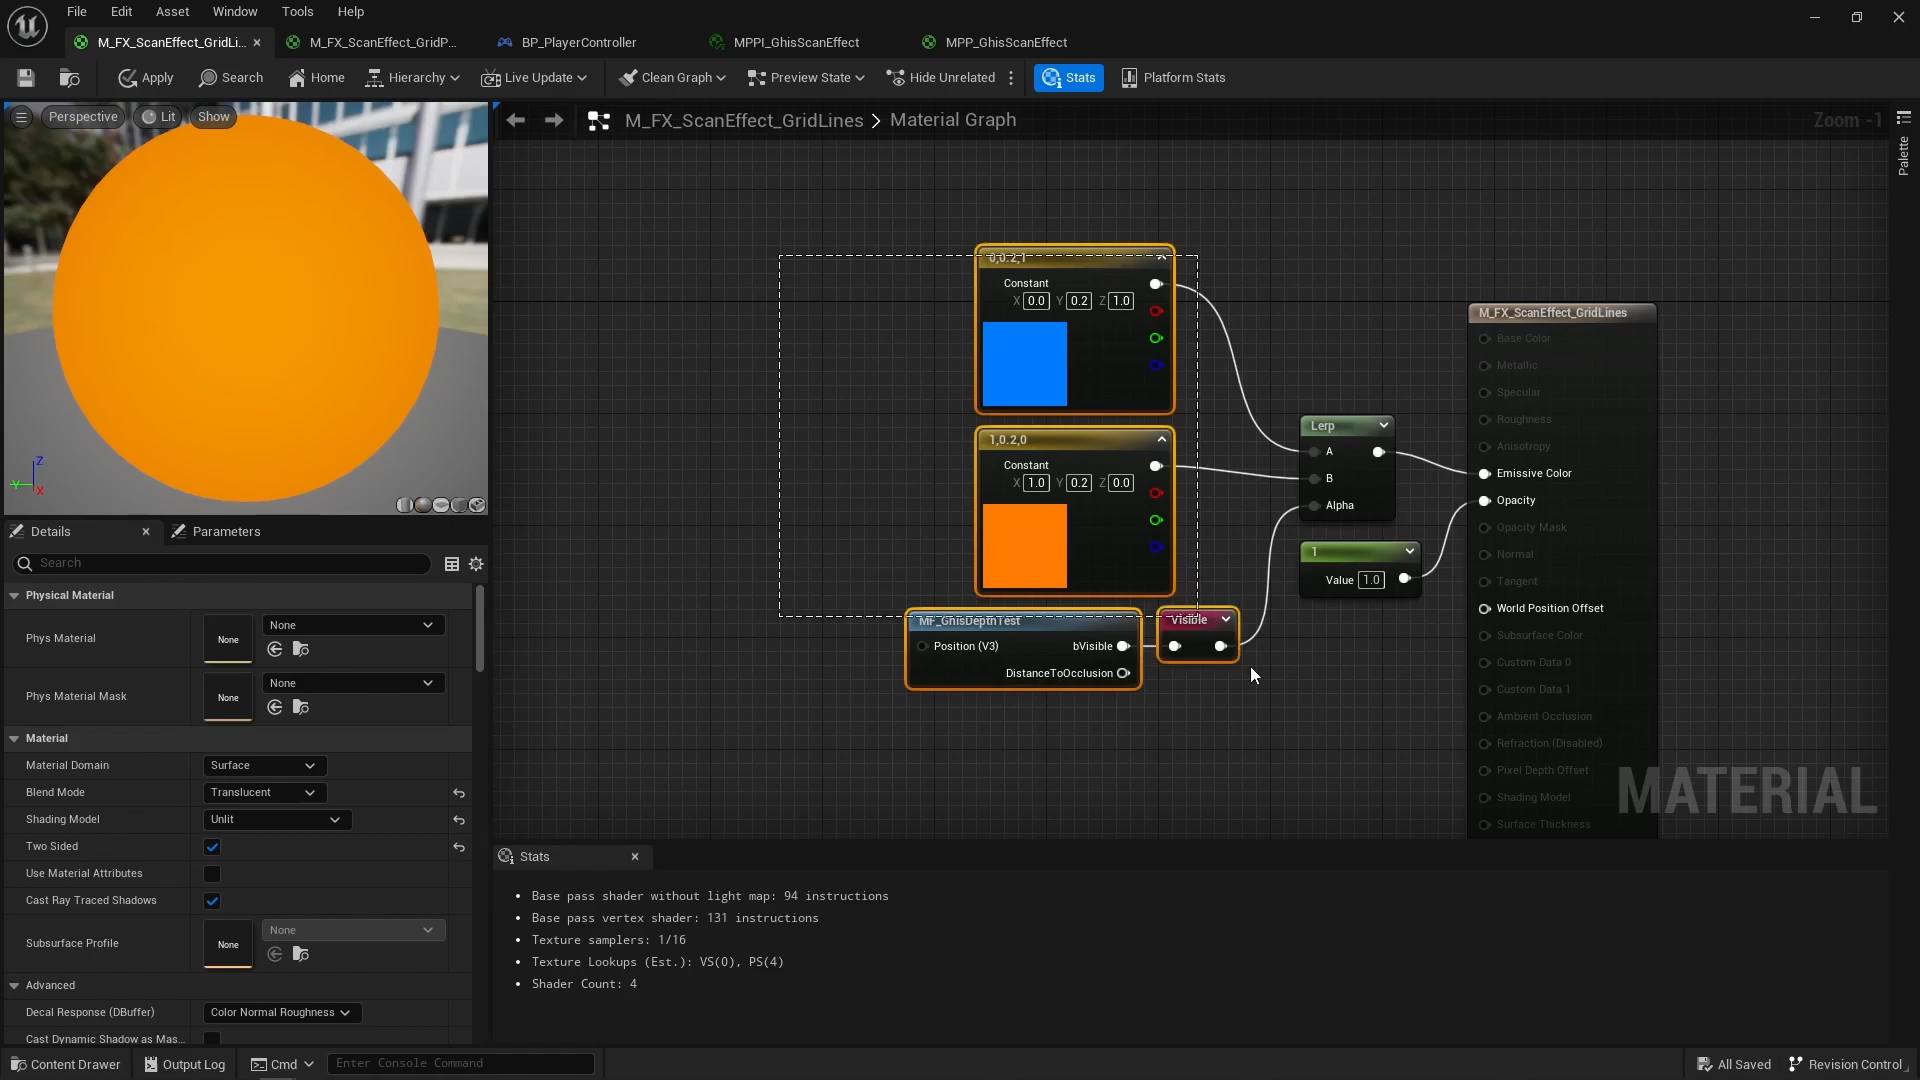 File Edit Asset Window Tools Help
M_FX_ScanEffect_GridLi... M_FX_ScanEffect_GridP... BP_PlayerController MPPI_GhisScanEffect MPP_GhisScanEffect
Apply Search Home Hierarchy Live Update Clean Graph Preview State Hide Unrelated Stats Platform Stats
Perspective Lit Show
M_FX_ScanEffect_GridLines > Material Graph
Zoom -1
Palette
0,0.2,1
Constant
X 0.0 Y 0.2 Z 1.0
1,0.2,0
Constant
X 1.0 Y 0.2 Z 0.0
MF_GhisDepthTest
Position (V3) bVisible
DistanceToOcclusion
Visible
Lerp
A
B
Alpha
1
Value 1.0
M_FX_ScanEffect_GridLines
Base Color
Metallic
Specular
Roughness
Anisotropy
Emissive Color
Opacity
Opacity Mask
Normal
Tangent
World Position Offset
Subsurface Color
Custom Data 0
Custom Data 1
Ambient Occlusion
Refraction (Disabled)
Pixel Depth Offset
Shading Model
Surface Thickness
MATERIAL
Z
Y
X
Details Parameters
Search
Physical Material
Phys Material None None
Phys Material Mask None None
Material
Material Domain Surface
Blend Mode Translucent
Shading Model Unlit
Two Sided
Use Material Attributes
Cast Ray Traced Shadows
Subsurface Profile None None
Advanced
Decal Response (DBuffer) Color Normal Roughness
Cast Dynamic Shadow as Mas...
Stats
• Base pass shader without light map: 94 instructions
• Base pass vertex shader: 131 instructions
• Texture samplers: 1/16
• Texture Lookups (Est.): VS(0), PS(4)
• Shader Count: 4
Content Drawer Output Log Cmd Enter Console Command All Saved Revision Control